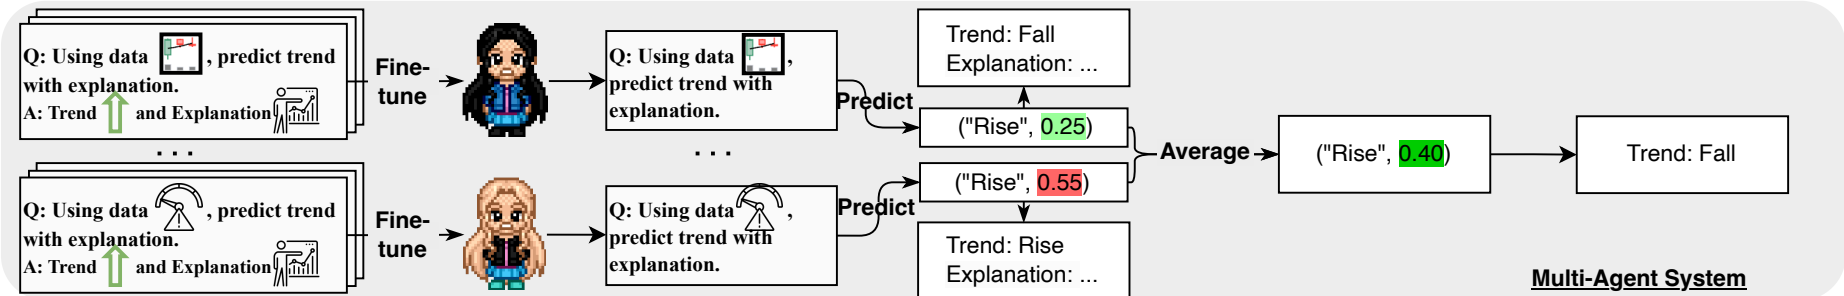 Q: Using data , predict trend
with explanation.
A: Trend and Explanation
Fine-
tune
Q: Using data ,
predict trend with
explanation.
Predict
Trend: Fall
Explanation: ...
("Rise", 0.25)
. . .
. . .
Q: Using data , predict trend
with explanation.
A: Trend and Explanation
Fine-
tune
Q: Using data ,
predict trend with
explanation.
Predict
("Rise", 0.55)
Trend: Rise
Explanation: ...
Average
("Rise", 0.40)
Trend: Fall
Multi-Agent System